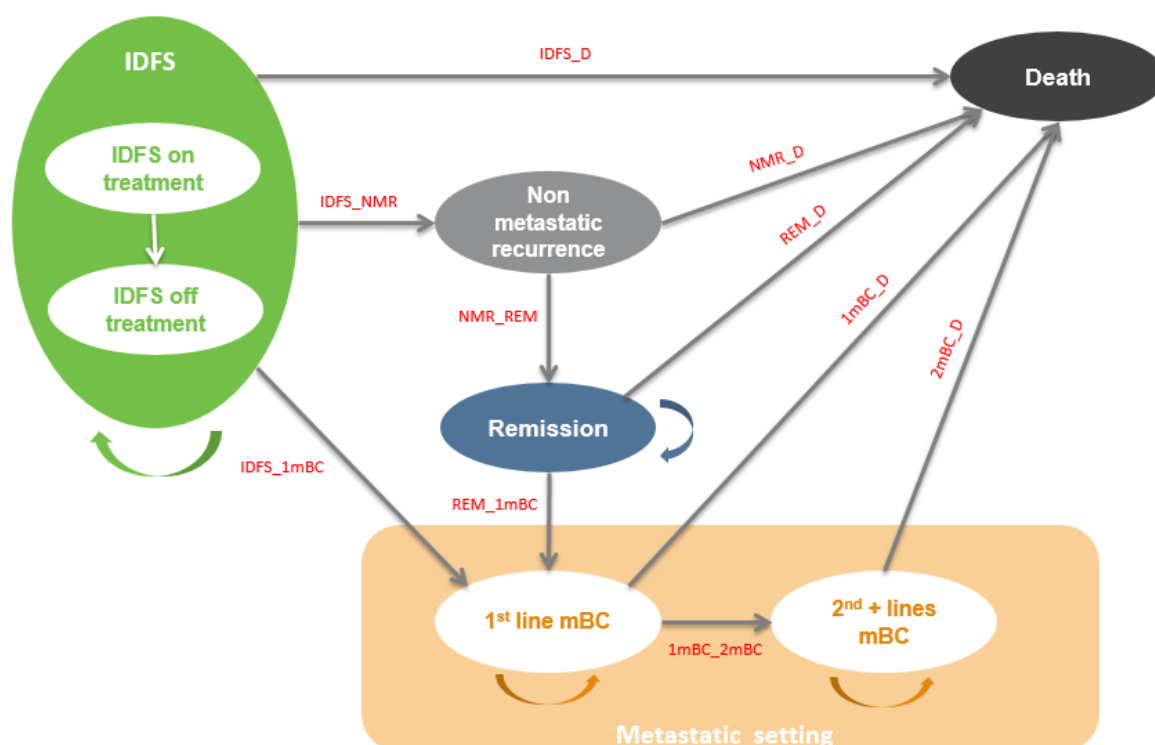 IDFS
IDFS_D
Death
IDFS on
treatment
NMR_D
IDFS_NMR
Non
metastatic
recurrence
REM_D
IDFS off
treatment
NMR_REM
1mBC_D
2mBC_D
Remission
IDFS_1mBC
REM_1mBC
1st line mBC
2nd + lines
mBC
1mBC_2mBC
Metastatic setting